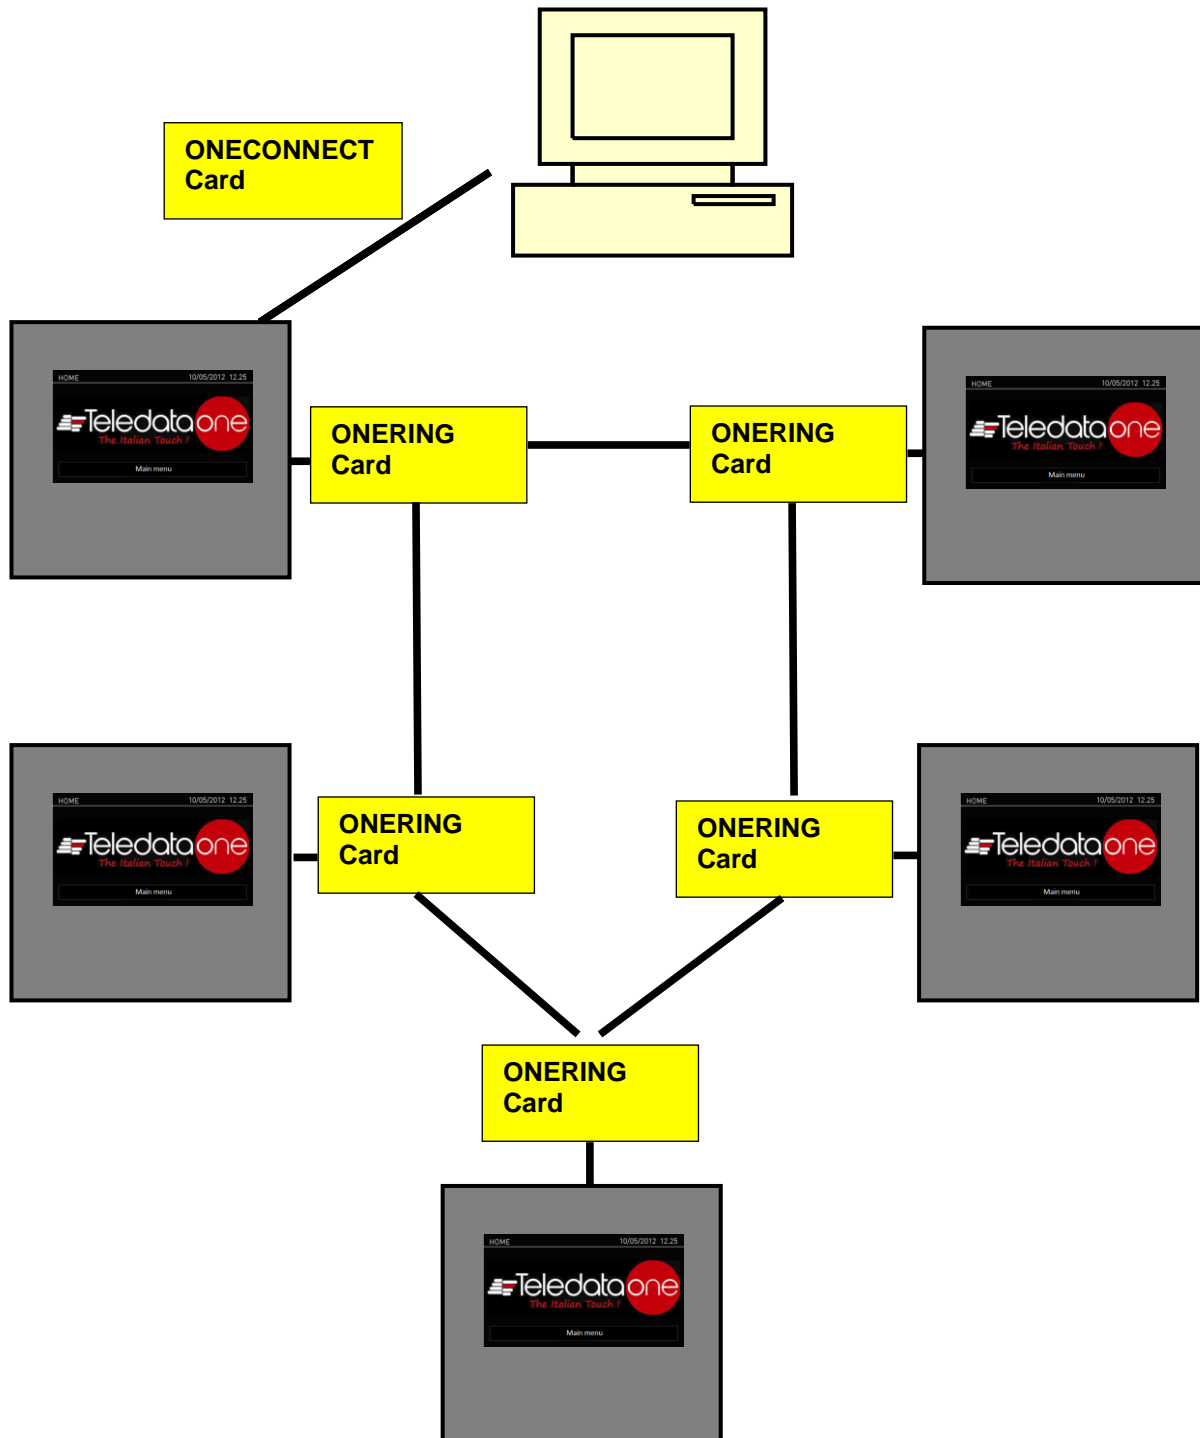 ONECONNECT
Card
HOME 10/05/2012 12.25
Teledata one
The Italian Touch !
Main menu
ONERING
Card
ONERING
Card
HOME 10/05/2012 12.25
Teledata one
The Italian Touch !
Main menu
HOME 10/05/2012 12.25
Teledata one
The Italian Touch !
Main menu
ONERING
Card
ONERING
Card
HOME 10/05/2012 12.25
Teledata one
The Italian Touch !
Main menu
ONERING
Card
HOME 10/05/2012 12.25
Teledata one
The Italian Touch !
Main menu